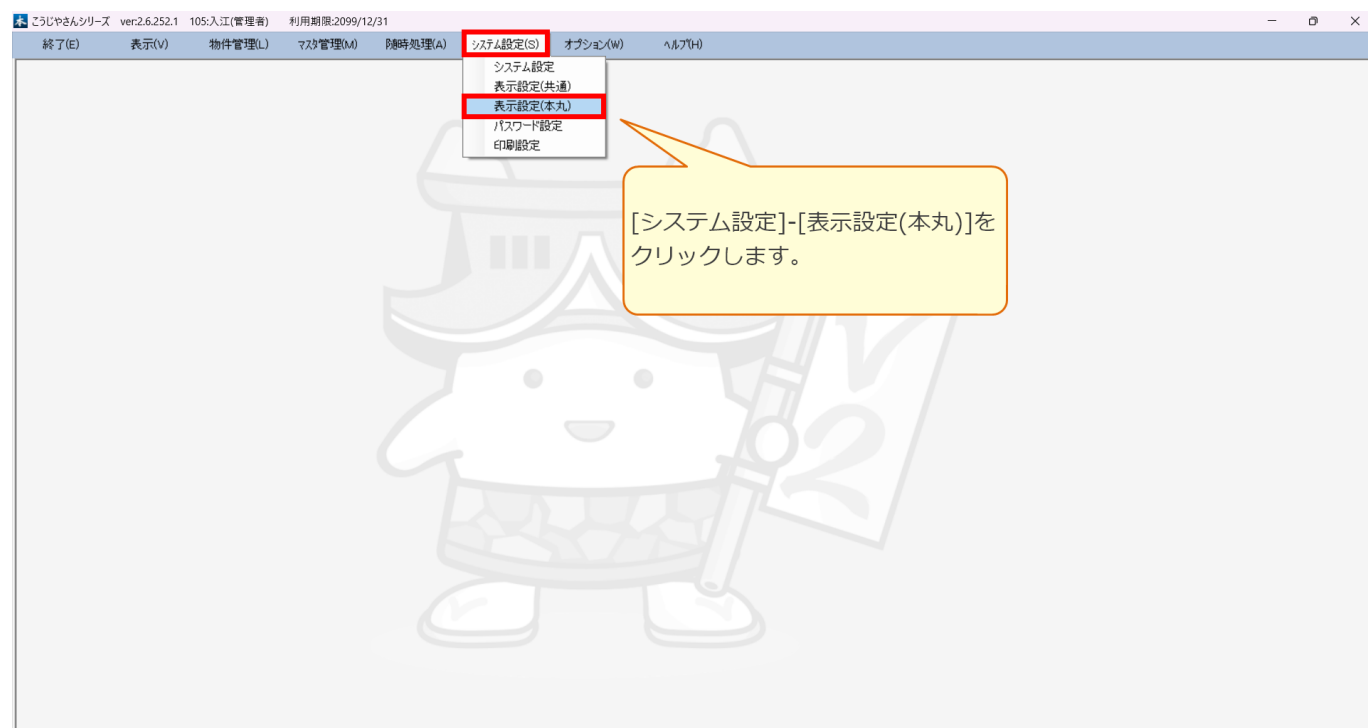 こうじやさんシリーズ ver:2.6.252.1 105:入江(管理者) 利用期限:2099/12/31
終了(E) 表示(V) 物件管理(L) マスタ管理(M) 随時処理(A) システム設定(S) オプション(W) ヘルプ(H)
システム設定
表示設定(共通)
表示設定(本丸)
パスワード設定
印刷設定
[システム設定]-[表示設定(本丸)]を
クリックします。
V
2